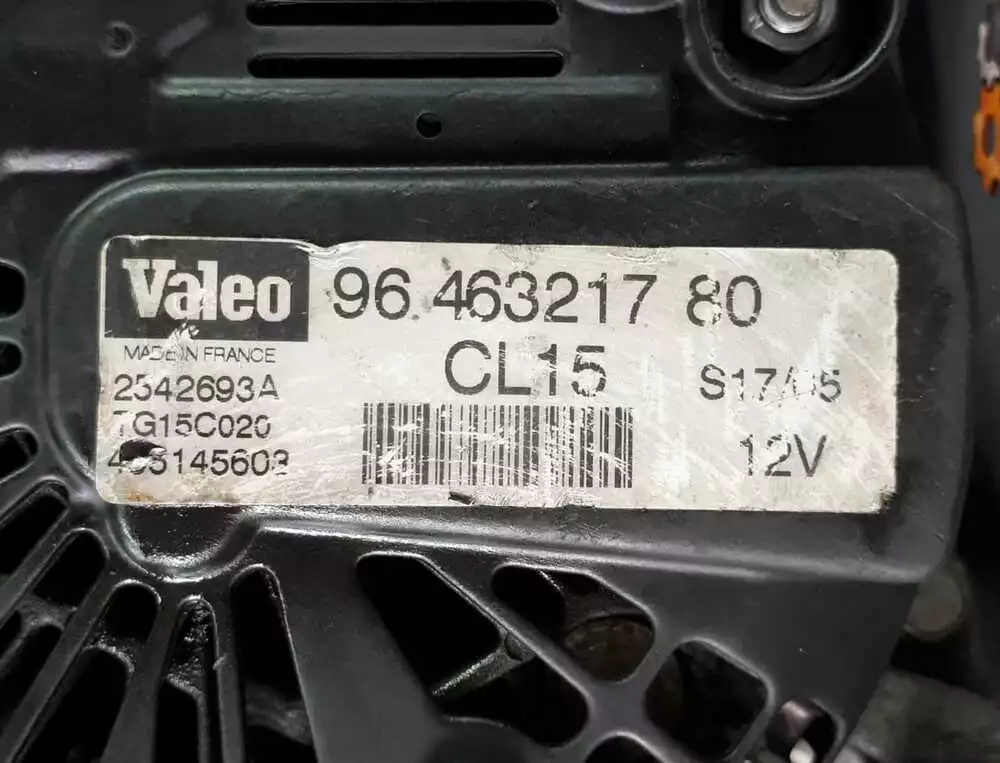 Valeo 96 463217 80
MADE IN FRANCE CL15
2542693A
TG15C020 12V